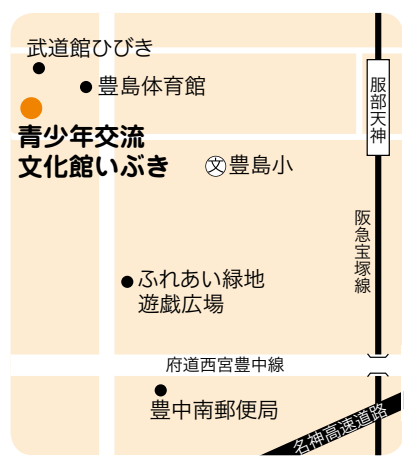 武道館ひびき
豊島体育館
服部天神
青少年交流
文化館いぶき
文豊島小
阪急宝塚線
ふれあい緑地
遊戯広場
府道西宮豊中線
豊中南郵便局
名神高速道路